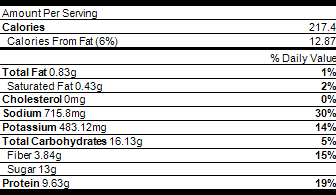 Amount Per Serving
Calories 217.4
Calories From Fat (6%) 12.87
% Daily Value
Total Fat 0.83g 1%
Saturated Fat 0.43g 2%
Cholesterol 0mg 0%
Sodium 715.8mg 30%
Potassium 483.12mg 14%
Total Carbohydrates 16.13g 5%
Fiber 3.84g 15%
Sugar 13g
Protein 9.63g 19%